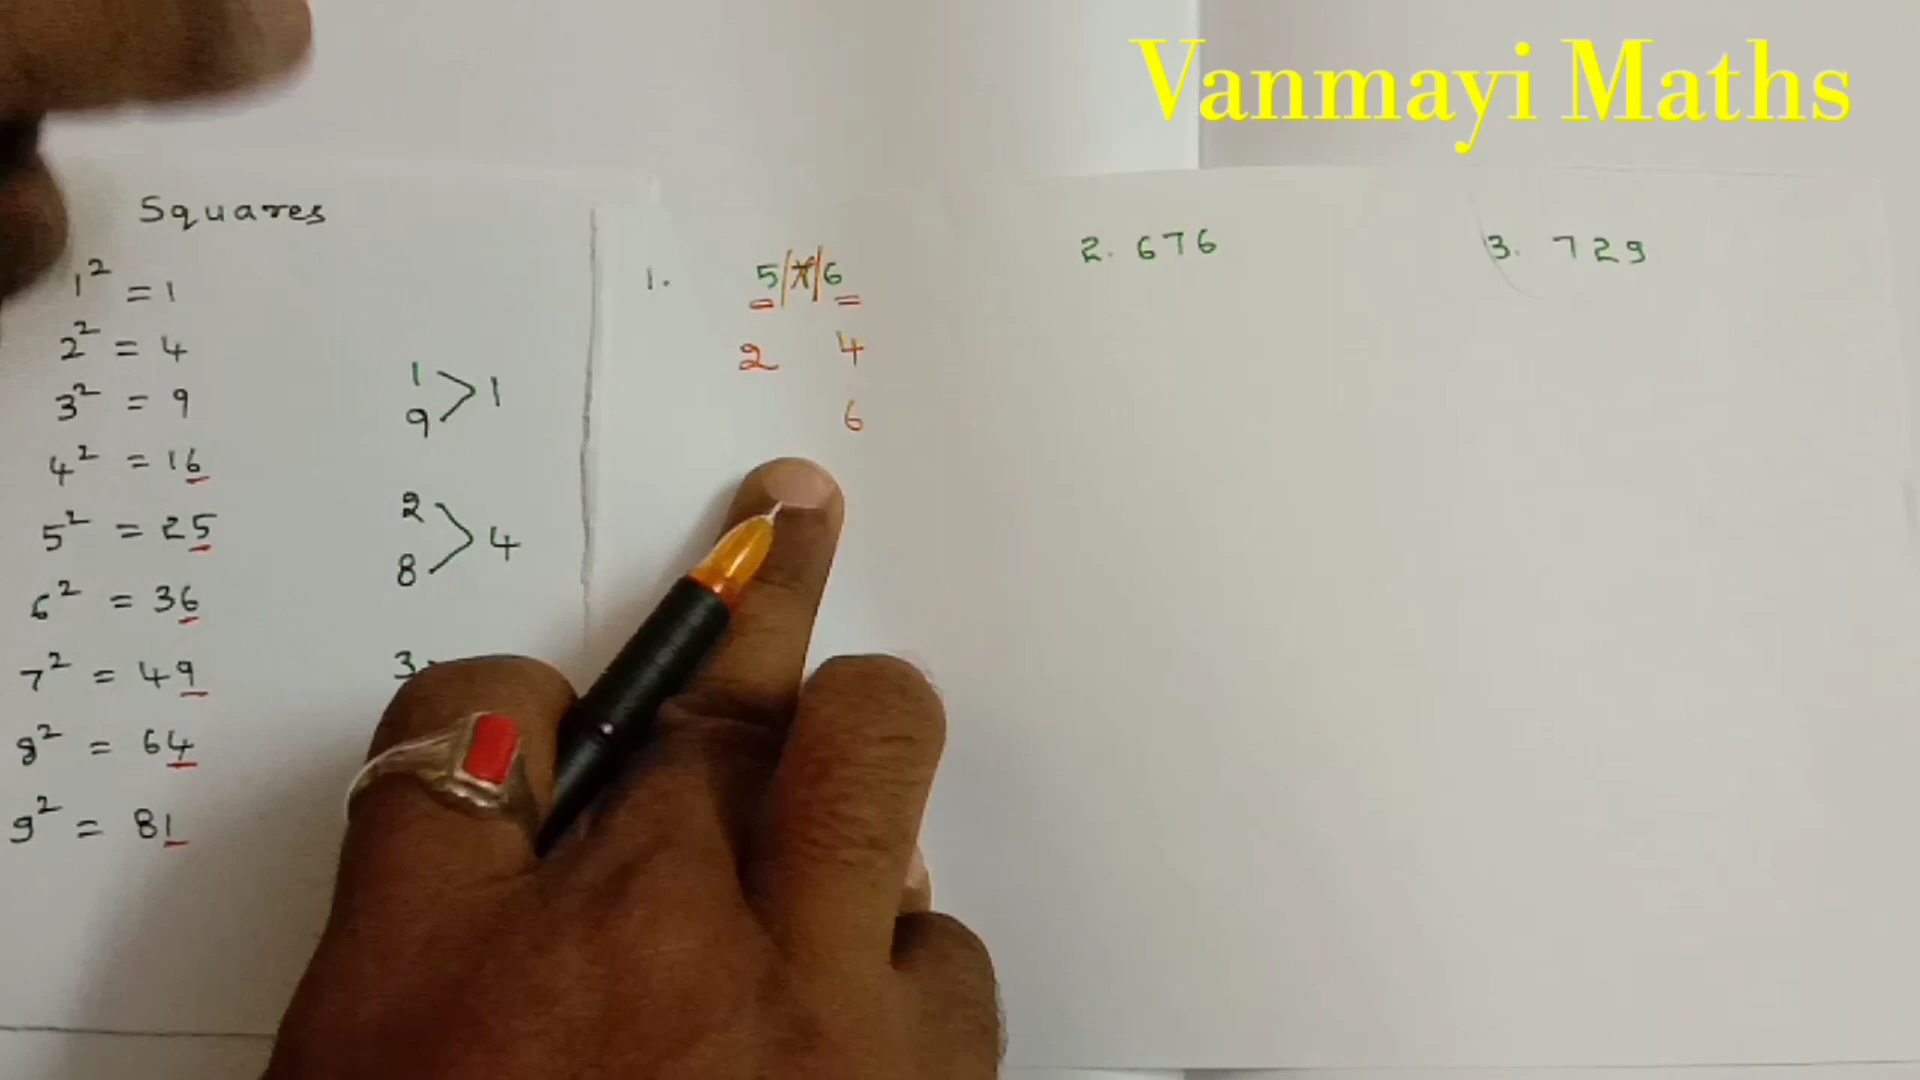 Vanmayi Maths
Squares
1² = 1
2² = 4
3² = 9
4² = 16
5² = 25
6² = 36
7² = 49
8² = 64
9² = 81
1
9 > 1
2
8 > 4
3
1. 5/7/6
2 4
6
2. 676
3. 729